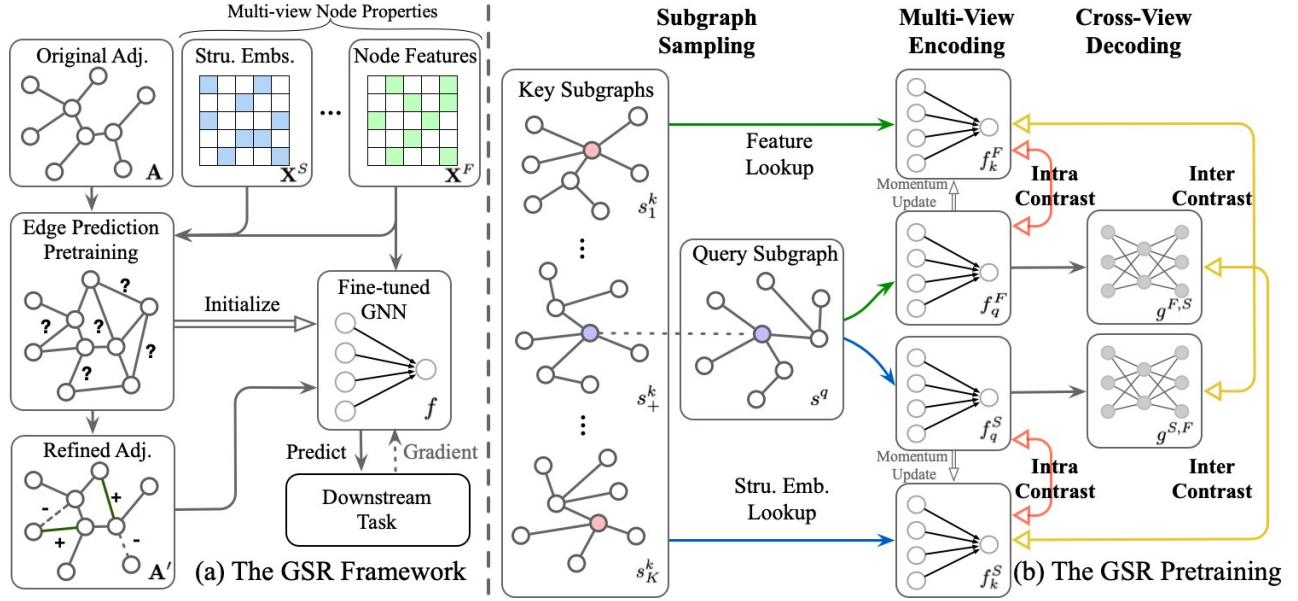 Multi-view Node Properties
Original Adj.
A
Stru. Embs.
X^S
...
Node Features
X^F
Edge Prediction
Pretraining
?
?
?
?
?
Initialize
Fine-tuned
GNN
f
Refined Adj.
+
-
+
-
A′
Predict
Gradient
Downstream
Task
(a) The GSR Framework
Subgraph
Sampling
Multi-View
Encoding
Cross-View
Decoding
Key Subgraphs
s_1^k
...
s_+^k
...
s_K^k
Query Subgraph
s^q
Feature
Lookup
Stru. Emb.
Lookup
f_k^F
Momentum
Update
f_q^F
f_q^S
Momentum
Update
f_k^S
Intra
Contrast
Inter
Contrast
g^{F,S}
g^{S,F}
Intra
Contrast
Inter
Contrast
(b) The GSR Pretraining